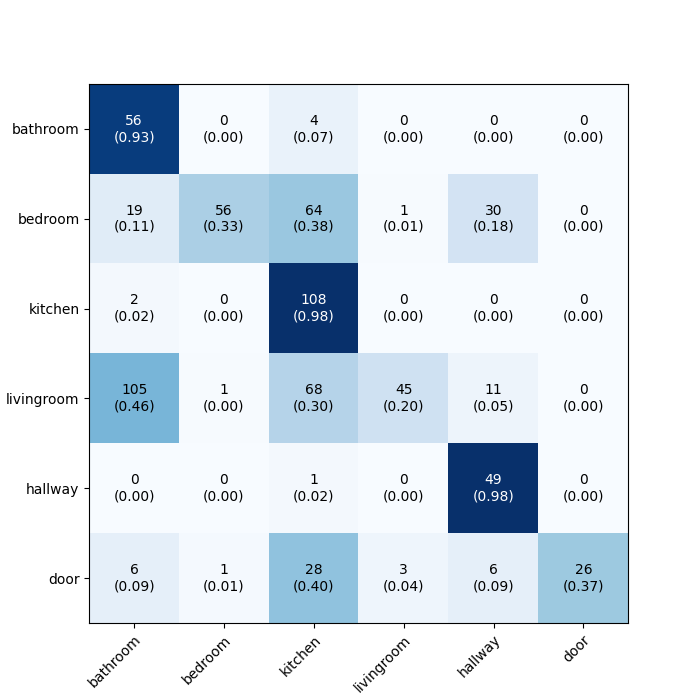 bathroom
56 0 4 0 0 0
(0.93) (0.00) (0.07) (0.00) (0.00) (0.00)
bedroom
19 56 64 1 30 0
(0.11) (0.33) (0.38) (0.01) (0.18) (0.00)
kitchen
2 0 108 0 0 0
(0.02) (0.00) (0.98) (0.00) (0.00) (0.00)
livingroom
105 1 68 45 11 0
(0.46) (0.00) (0.30) (0.20) (0.05) (0.00)
hallway
0 0 1 0 49 0
(0.00) (0.00) (0.02) (0.00) (0.98) (0.00)
door
6 1 28 3 6 26
(0.09) (0.01) (0.40) (0.04) (0.09) (0.37)
bathroom bedroom kitchen livingroom hallway door